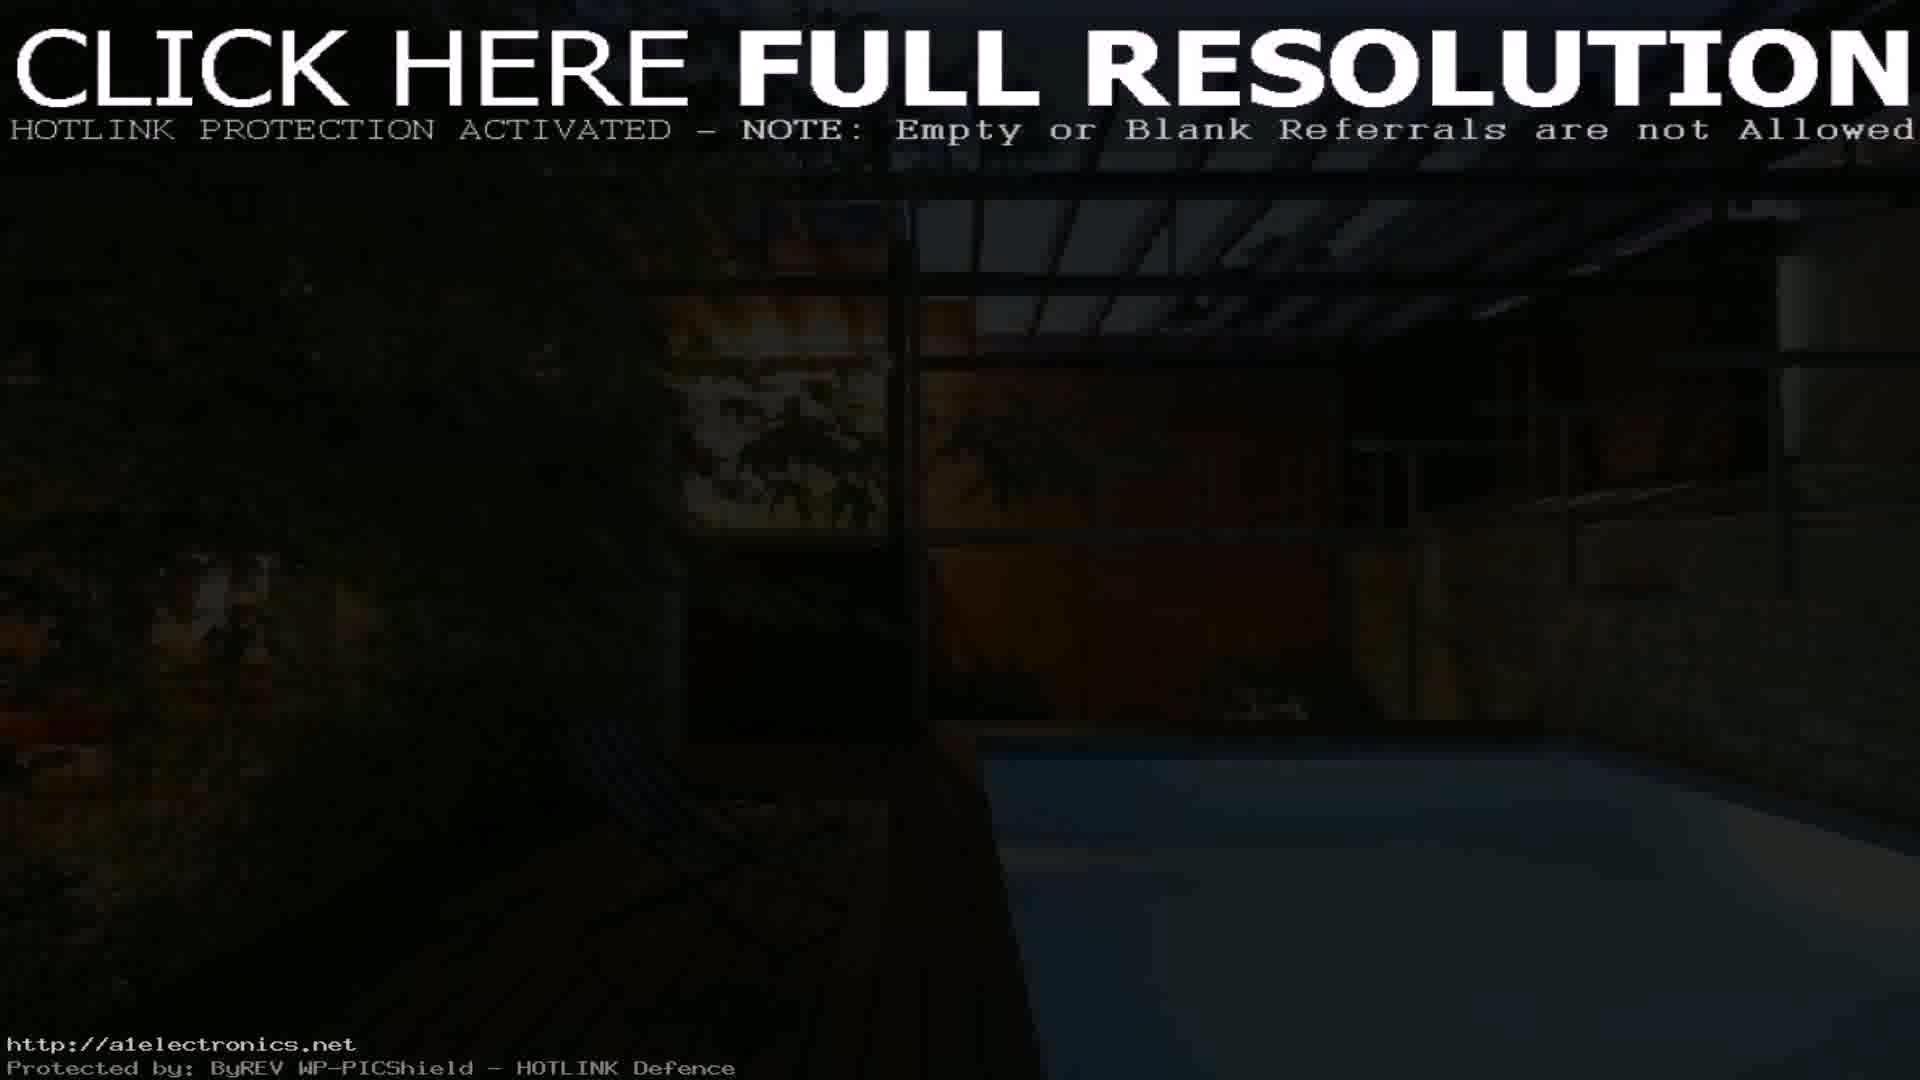 CLICK HERE FULL RESOLUTION
HOTLINK PROTECTION ACTIVATED – NOTE: Empty or Blank Referrals are not Allowed
http://a1electronics.net
Protected by: ByREV WP-PICShield – HOTLINK Defence